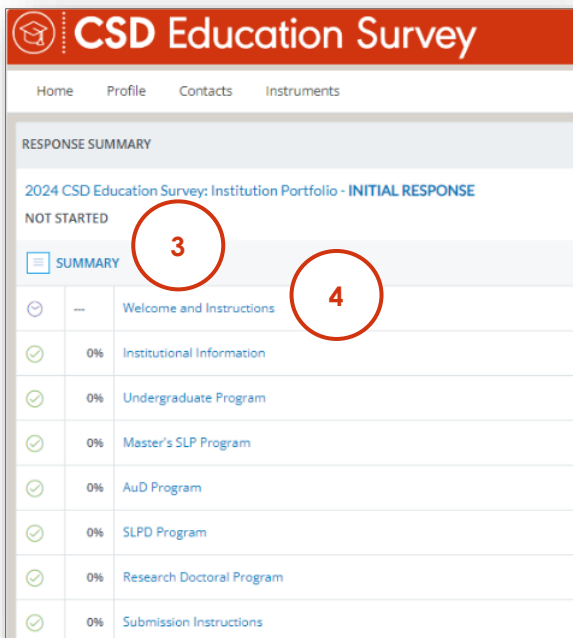 CSD Education Survey
Home Profile Contacts Instruments
RESPONSE SUMMARY
2024 CSD Education Survey: Institution Portfolio - INITIAL RESPONSE
NOT STARTED
3
SUMMARY
4
--- Welcome and Instructions
0% Institutional Information
0% Undergraduate Program
0% Master's SLP Program
0% AuD Program
0% SLPD Program
0% Research Doctoral Program
0% Submission Instructions